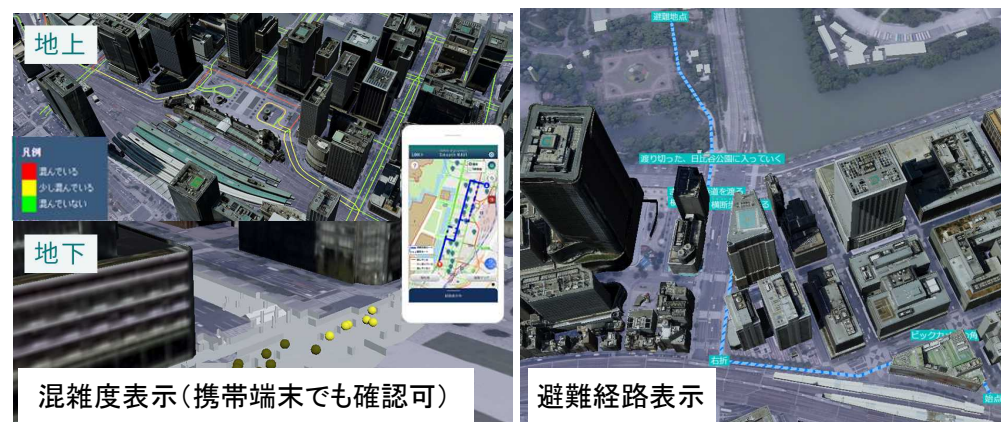 地上
凡例
混んでいる
少し混んでいる
混んでいない
地下
混雑度表示（携帯端末でも確認可）
避難地点
渡り切った、日比谷公園に入っていく
右折
始点
避難経路表示